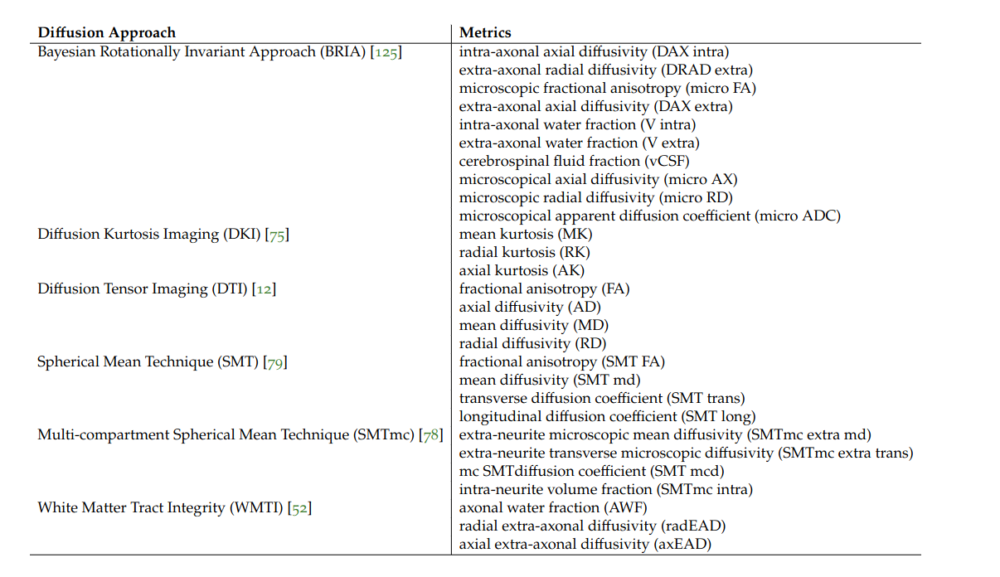 Diffusion Approach Metrics
Bayesian Rotationally Invariant Approach (BRIA) [125] intra-axonal axial diffusivity (DAX intra)
extra-axonal radial diffusivity (DRAD extra)
microscopic fractional anisotropy (micro FA)
extra-axonal axial diffusivity (DAX extra)
intra-axonal water fraction (V intra)
extra-axonal water fraction (V extra)
cerebrospinal fluid fraction (vCSF)
microscopical axial diffusivity (micro AX)
microscopic radial diffusivity (micro RD)
microscopical apparent diffusion coefficient (micro ADC)
Diffusion Kurtosis Imaging (DKI) [75] mean kurtosis (MK)
radial kurtosis (RK)
axial kurtosis (AK)
Diffusion Tensor Imaging (DTI) [12] fractional anisotropy (FA)
axial diffusivity (AD)
mean diffusivity (MD)
radial diffusivity (RD)
Spherical Mean Technique (SMT) [79] fractional anisotropy (SMT FA)
mean diffusivity (SMT md)
transverse diffusion coefficient (SMT trans)
longitudinal diffusion coefficient (SMT long)
Multi-compartment Spherical Mean Technique (SMTmc) [78] extra-neurite microscopic mean diffusivity (SMTmc extra md)
extra-neurite transverse microscopic diffusivity (SMTmc extra trans)
mc SMTdiffusion coefficient (SMT mcd)
intra-neurite volume fraction (SMTmc intra)
White Matter Tract Integrity (WMTI) [52] axonal water fraction (AWF)
radial extra-axonal diffusivity (radEAD)
axial extra-axonal diffusivity (axEAD)